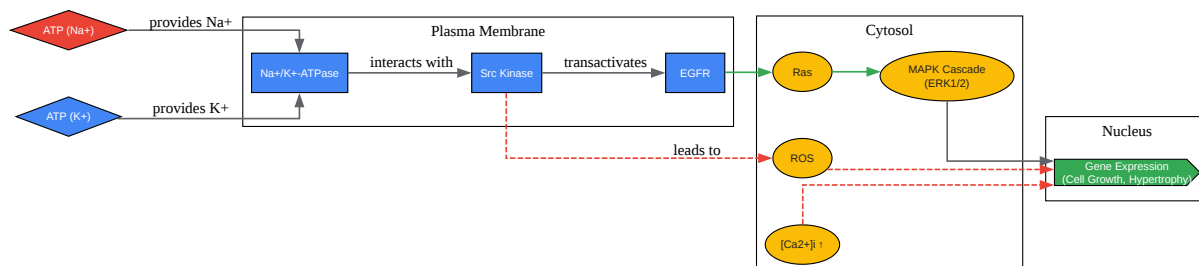 ATP (Na+)
provides Na+
ATP (K+)
provides K+
Plasma Membrane
Na+/K+-ATPase
interacts with
Src Kinase
transactivates
EGFR
leads to
Cytosol
Ras
MAPK Cascade
(ERK1/2)
ROS
[Ca2+]i ↑
Nucleus
Gene Expression
(Cell Growth, Hypertrophy)